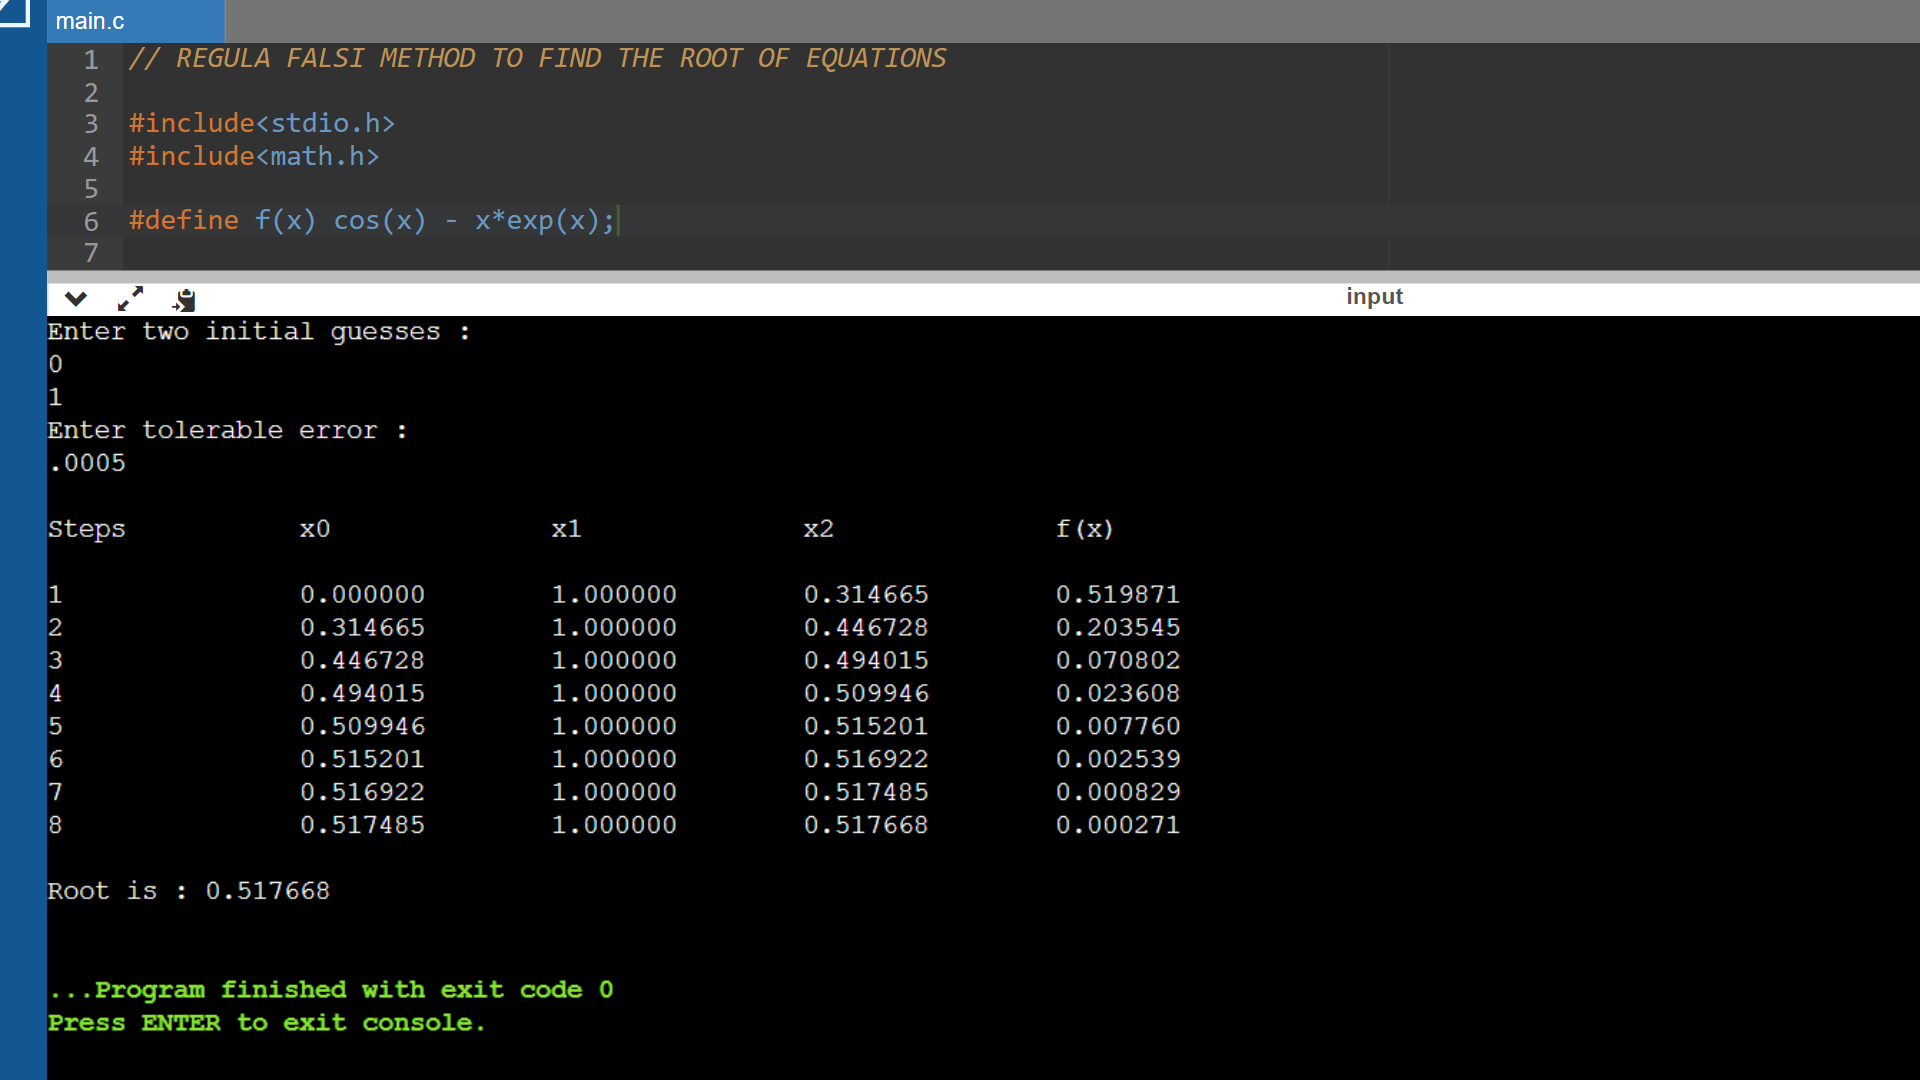 main.c
1 // REGULA FALSI METHOD TO FIND THE ROOT OF EQUATIONS
2
3 #include<stdio.h>
4 #include<math.h>
5
6 #define f(x) cos(x) - x*exp(x);
7
input
Enter two initial guesses :
0
1
Enter tolerable error :
.0005
Steps x0 x1 x2 f(x)
1 0.000000 1.000000 0.314665 0.519871
2 0.314665 1.000000 0.446728 0.203545
3 0.446728 1.000000 0.494015 0.070802
4 0.494015 1.000000 0.509946 0.023608
5 0.509946 1.000000 0.515201 0.007760
6 0.515201 1.000000 0.516922 0.002539
7 0.516922 1.000000 0.517485 0.000829
8 0.517485 1.000000 0.517668 0.000271
Root is : 0.517668
...Program finished with exit code 0
Press ENTER to exit console.